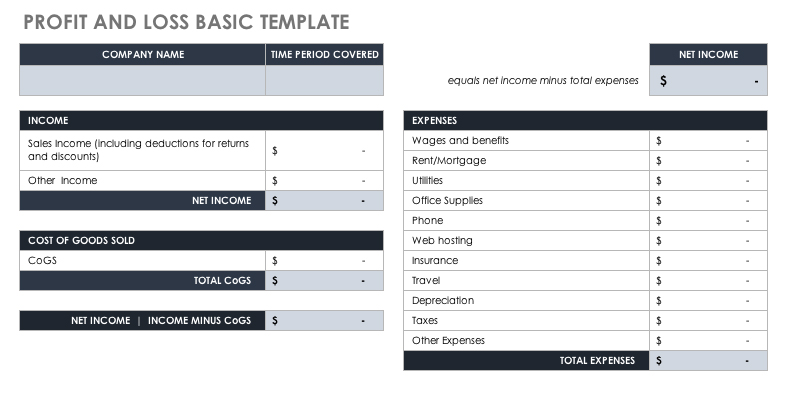 PROFIT AND LOSS BASIC TEMPLATE
COMPANY NAME TIME PERIOD COVERED
NET INCOME
equals net income minus total expenses $ -
INCOME
Sales Income (Including deductions for returns
and discounts) $ -
Other Income $ -
NET INCOME $ -
COST OF GOODS SOLD
CoGS $ -
TOTAL CoGS $ -
NET INCOME | INCOME MINUS CoGS $ -
EXPENSES
Wages and benefits $ -
Rent/Mortgage $ -
Utilities $ -
Office Supplies $ -
Phone $ -
Web hosting $ -
Insurance $ -
Travel $ -
Depreciation $ -
Taxes $ -
Other Expenses $ -
TOTAL EXPENSES $ -